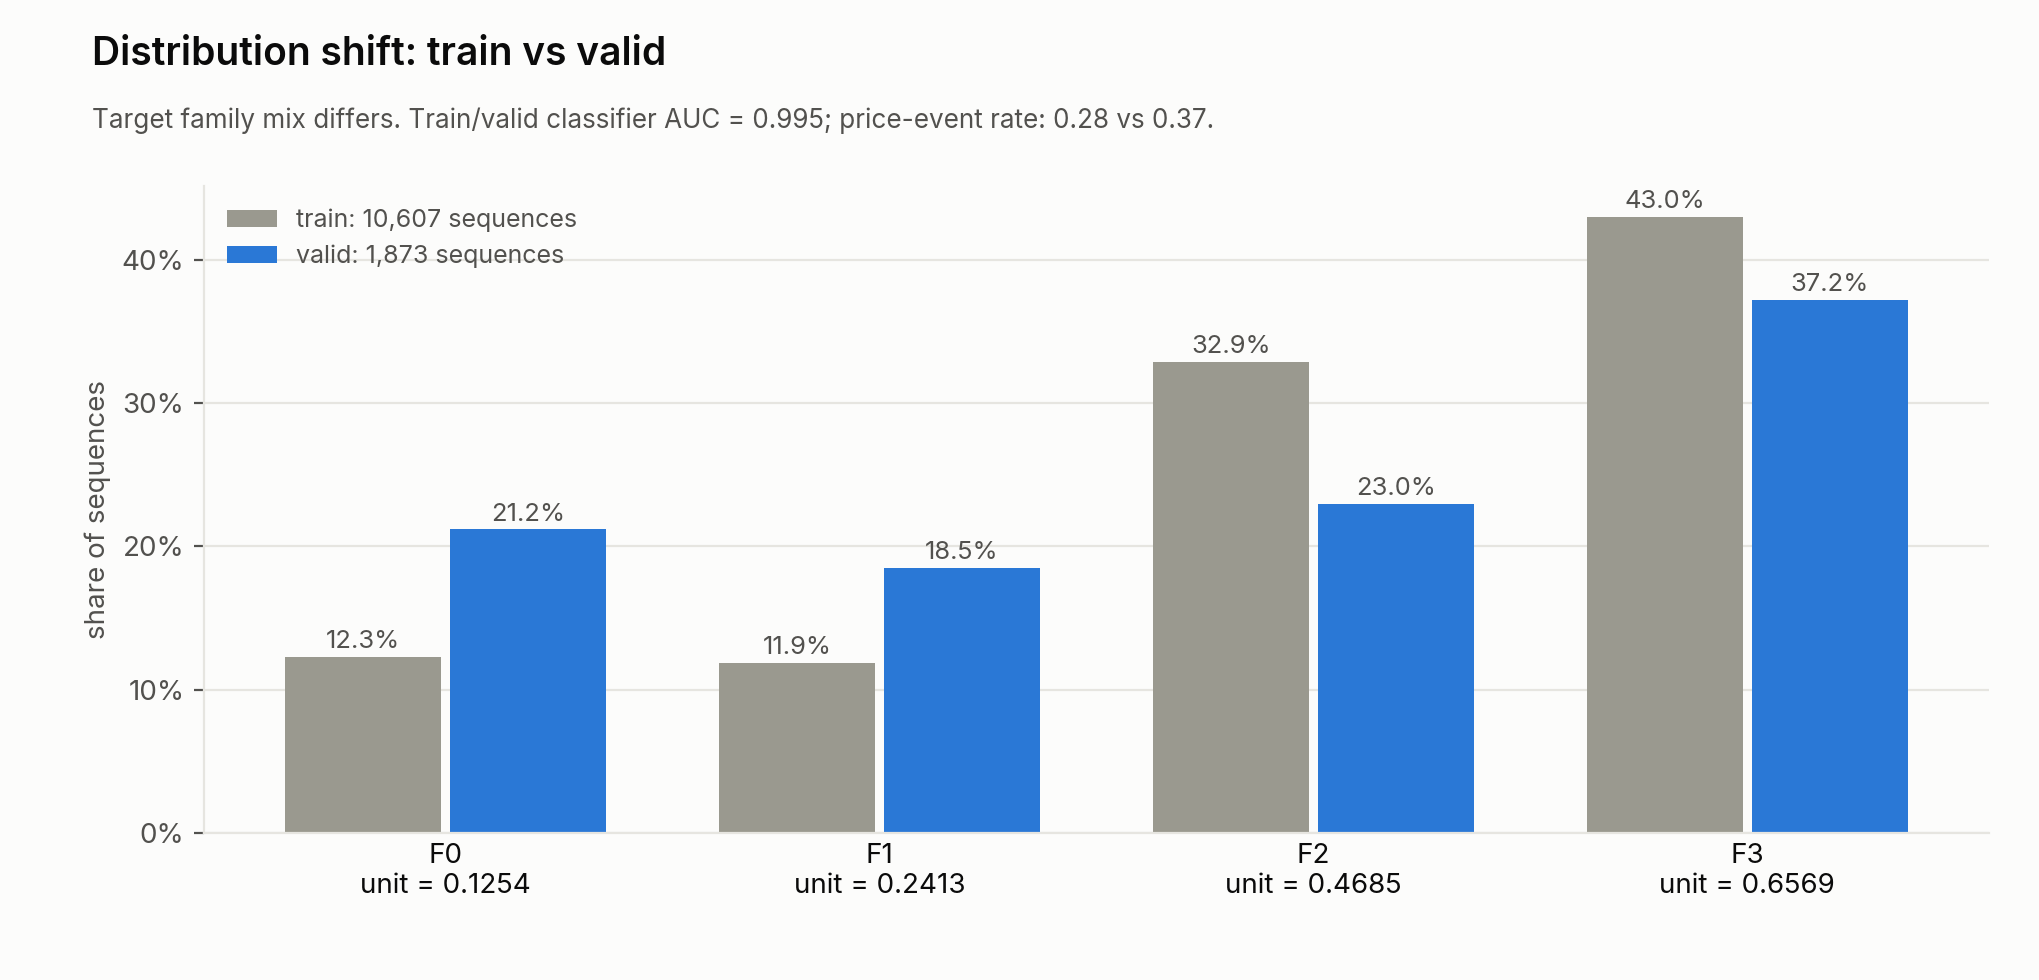 Distribution shift: train vs valid
Target family mix differs. Train/valid classifier AUC = 0.995; price-event rate: 0.28 vs 0.37.
train: 10,607 sequences
valid: 1,873 sequences
share of sequences
40%
30%
20%
10%
0%
12.3%
21.2%
11.9%
18.5%
32.9%
23.0%
43.0%
37.2%
F0
unit = 0.1254
F1
unit = 0.2413
F2
unit = 0.4685
F3
unit = 0.6569